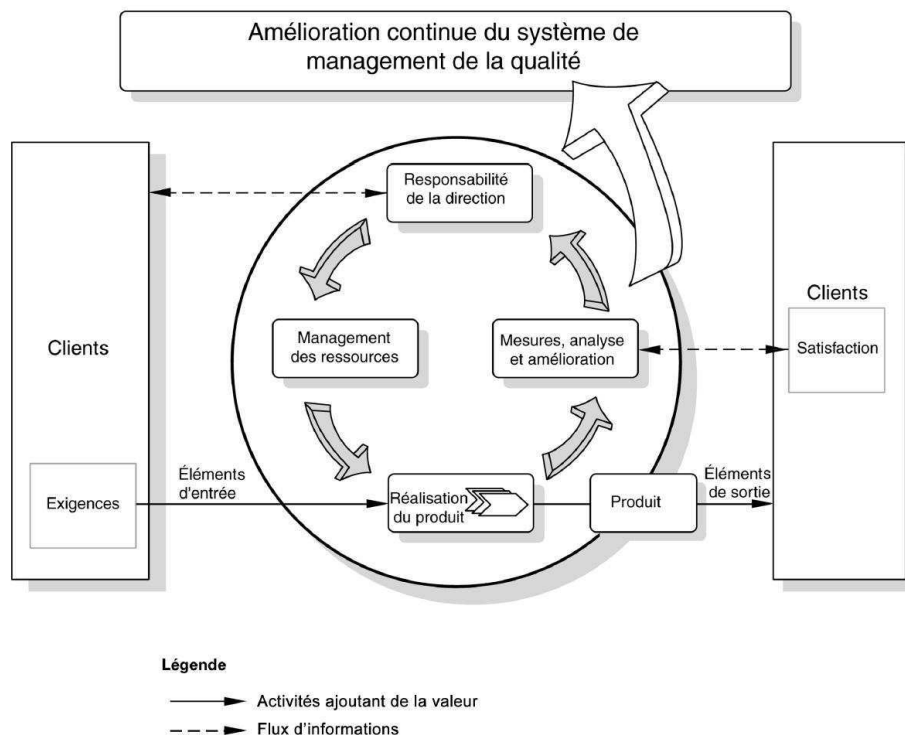 Amélioration continue du système de
management de la qualité
Responsabilité
de la direction
Clients
Management
des ressources
Mesures, analyse
et amélioration
Clients
Satisfaction
Exigences
Éléments
d'entrée
Réalisation
du produit
Produit
Éléments
de sortie
Légende
Activités ajoutant de la valeur
Flux d'informations